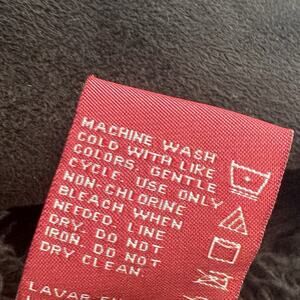 MACHINE WASH
COLD WITH LIKE
COLORS, GENTLE
CYCLE. USE ONLY
NON-CHLORINE
BLEACH WHEN
NEEDED. LINE
DRY. DO NOT
IRON. DO NOT
DRY CLEAN.
LAVAR